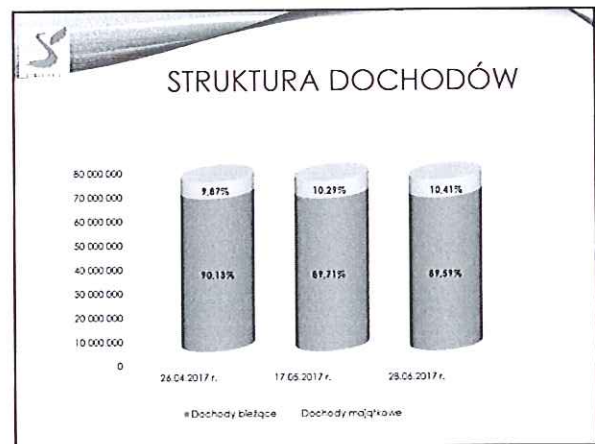 STRUKTURA DOCHODÓW
80 000 000
70 000 000
60 000 000
50 000 000
40 000 000
30 000 000
20 000 000
10 000 000
0
9,87%
10,29%
10,41%
90,13%
89,71%
89,59%
26.04.2017 r.
17.05.2017 r.
28.06.2017 r.
Dochody bieżące
Dochody majątkowe